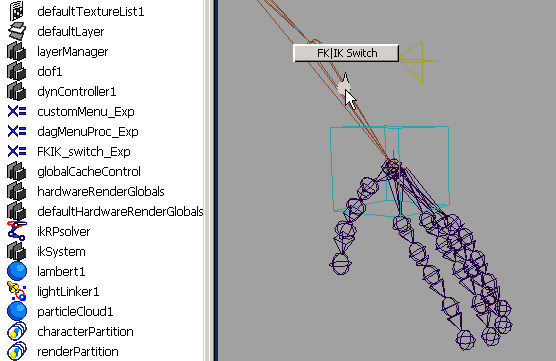 defaultTextureList1
defaultLayer
layerManager
dof1
dynController1
customMenu_Exp
dagMenuProc_Exp
FKIK_switch_Exp
globalCacheControl
hardwareRenderGlobals
defaultHardwareRenderGlobals
ikRPsolver
ikSystem
lambert1
lightLinker1
particleCloud1
characterPartition
renderPartition
FK|IK Switch